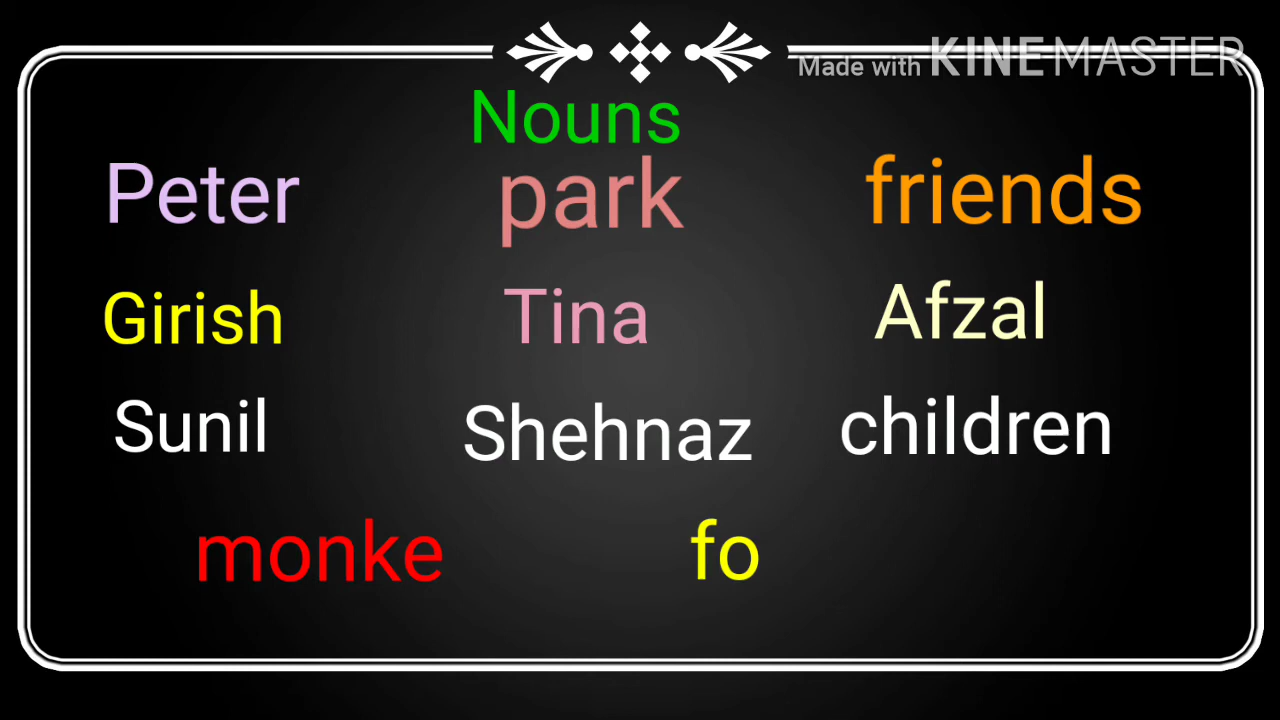 Made with KINEMASTER
Nouns
Peter park friends
Girish Tina Afzal
Sunil Shehnaz children
monke fo